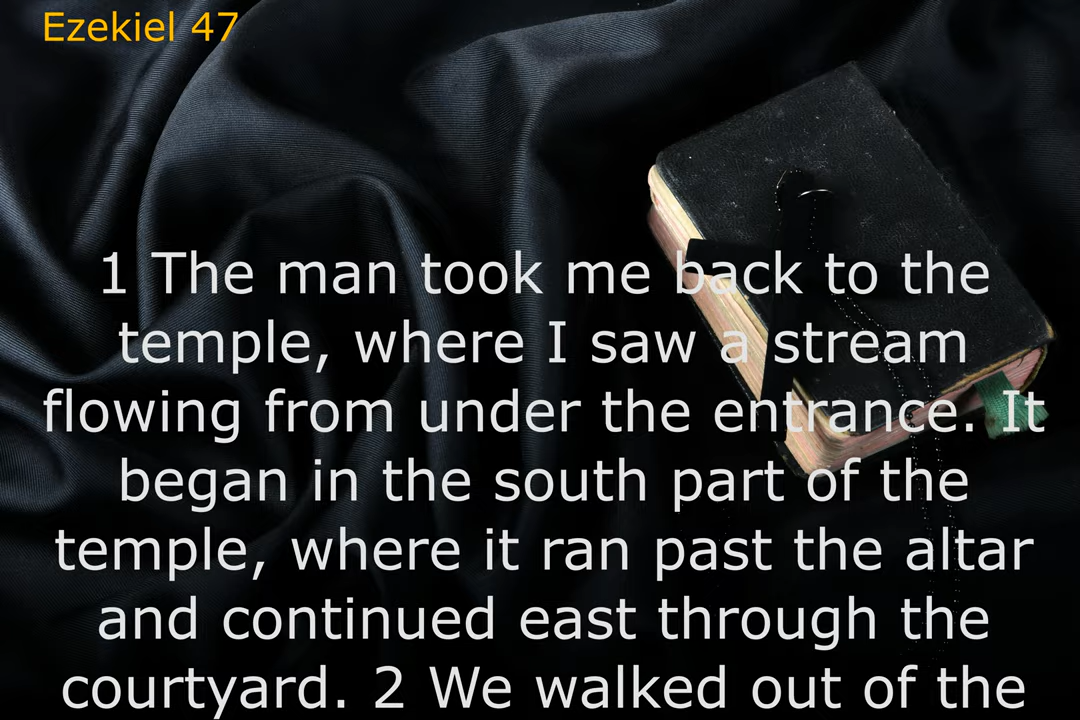 Ezekiel 47
1 The man took me back to the
temple, where I saw a stream
flowing from under the entrance. It
began in the south part of the
temple, where it ran past the altar
and continued east through the
courtyard. 2 We walked out of the